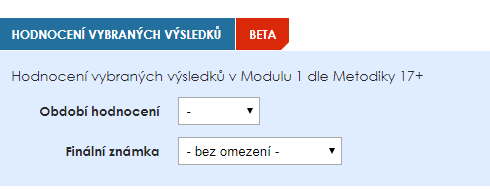 HODNOCENÍ VYBRANÝCH VÝSLEDKŮ BETA
Hodnocení vybraných výsledků v Modulu 1 dle Metodiky 17+
Období hodnocení -
Finální známka - bez omezení -